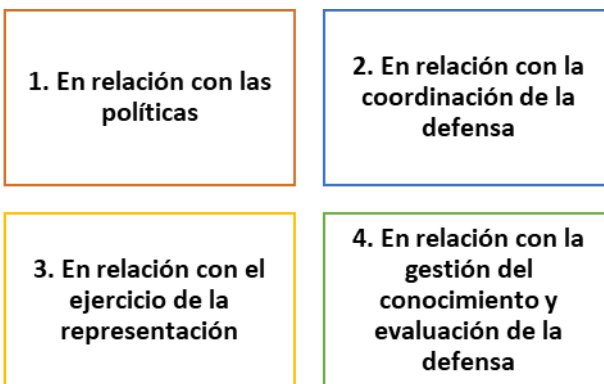 1. En relación con las
políticas
2. En relación con la
coordinación de la
defensa
3. En relación con el
ejercicio de la
representación
4. En relación con la
gestión del
conocimiento y
evaluación de la
defensa